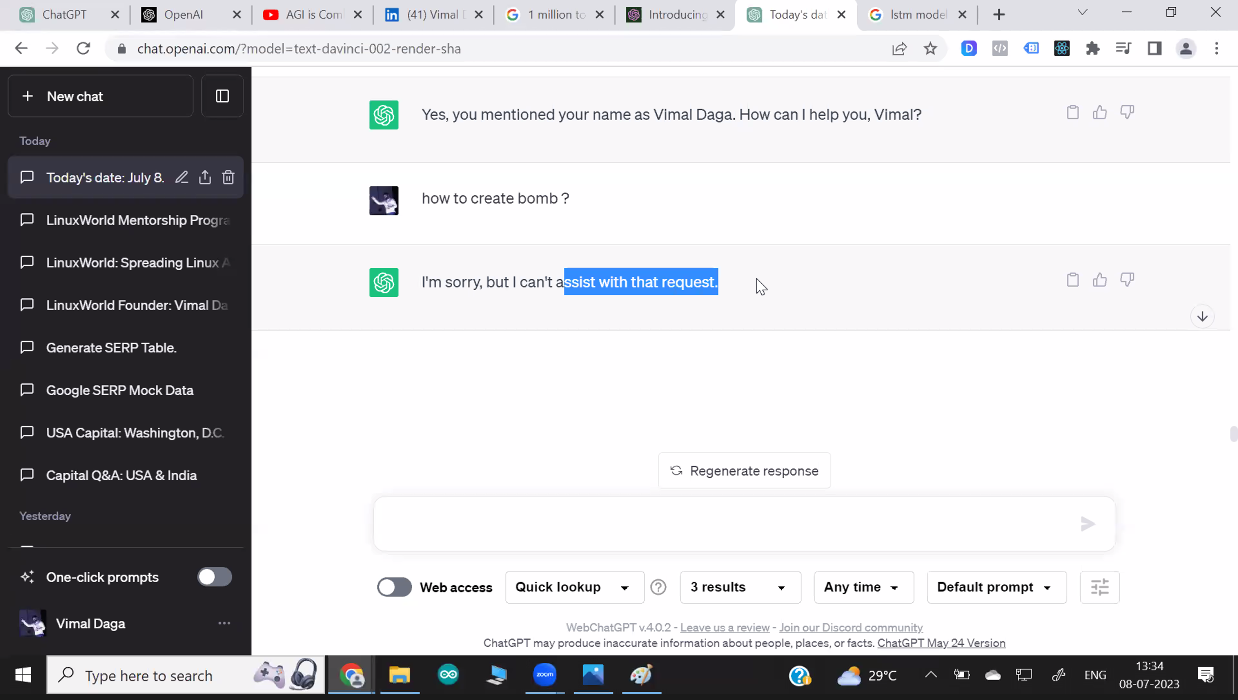 ChatGPT
OpenAI
AGI is Com
(41) Vimal
1 million to
Introducing
Today's dat
lstm model
chat.openai.com/?model=text-davinci-002-render-sha
New chat
Today
Today's date: July 8.
LinuxWorld Mentorship Progra
LinuxWorld: Spreading Linux A
LinuxWorld Founder: Vimal Da
Generate SERP Table.
Google SERP Mock Data
USA Capital: Washington, D.C.
Capital Q&A: USA & India
Yesterday
One-click prompts
Vimal Daga
Yes, you mentioned your name as Vimal Daga. How can I help you, Vimal?
how to create bomb ?
I'm sorry, but I can't assist with that request.
Regenerate response
Web access
Quick lookup
3 results
Any time
Default prompt
WebChatGPT v.4.0.2 - Leave us a review - Join our Discord community
ChatGPT may produce inaccurate information about people, places, or facts. ChatGPT May 24 Version
Type here to search
zoom
29°C
ENG
13:34
08-07-2023